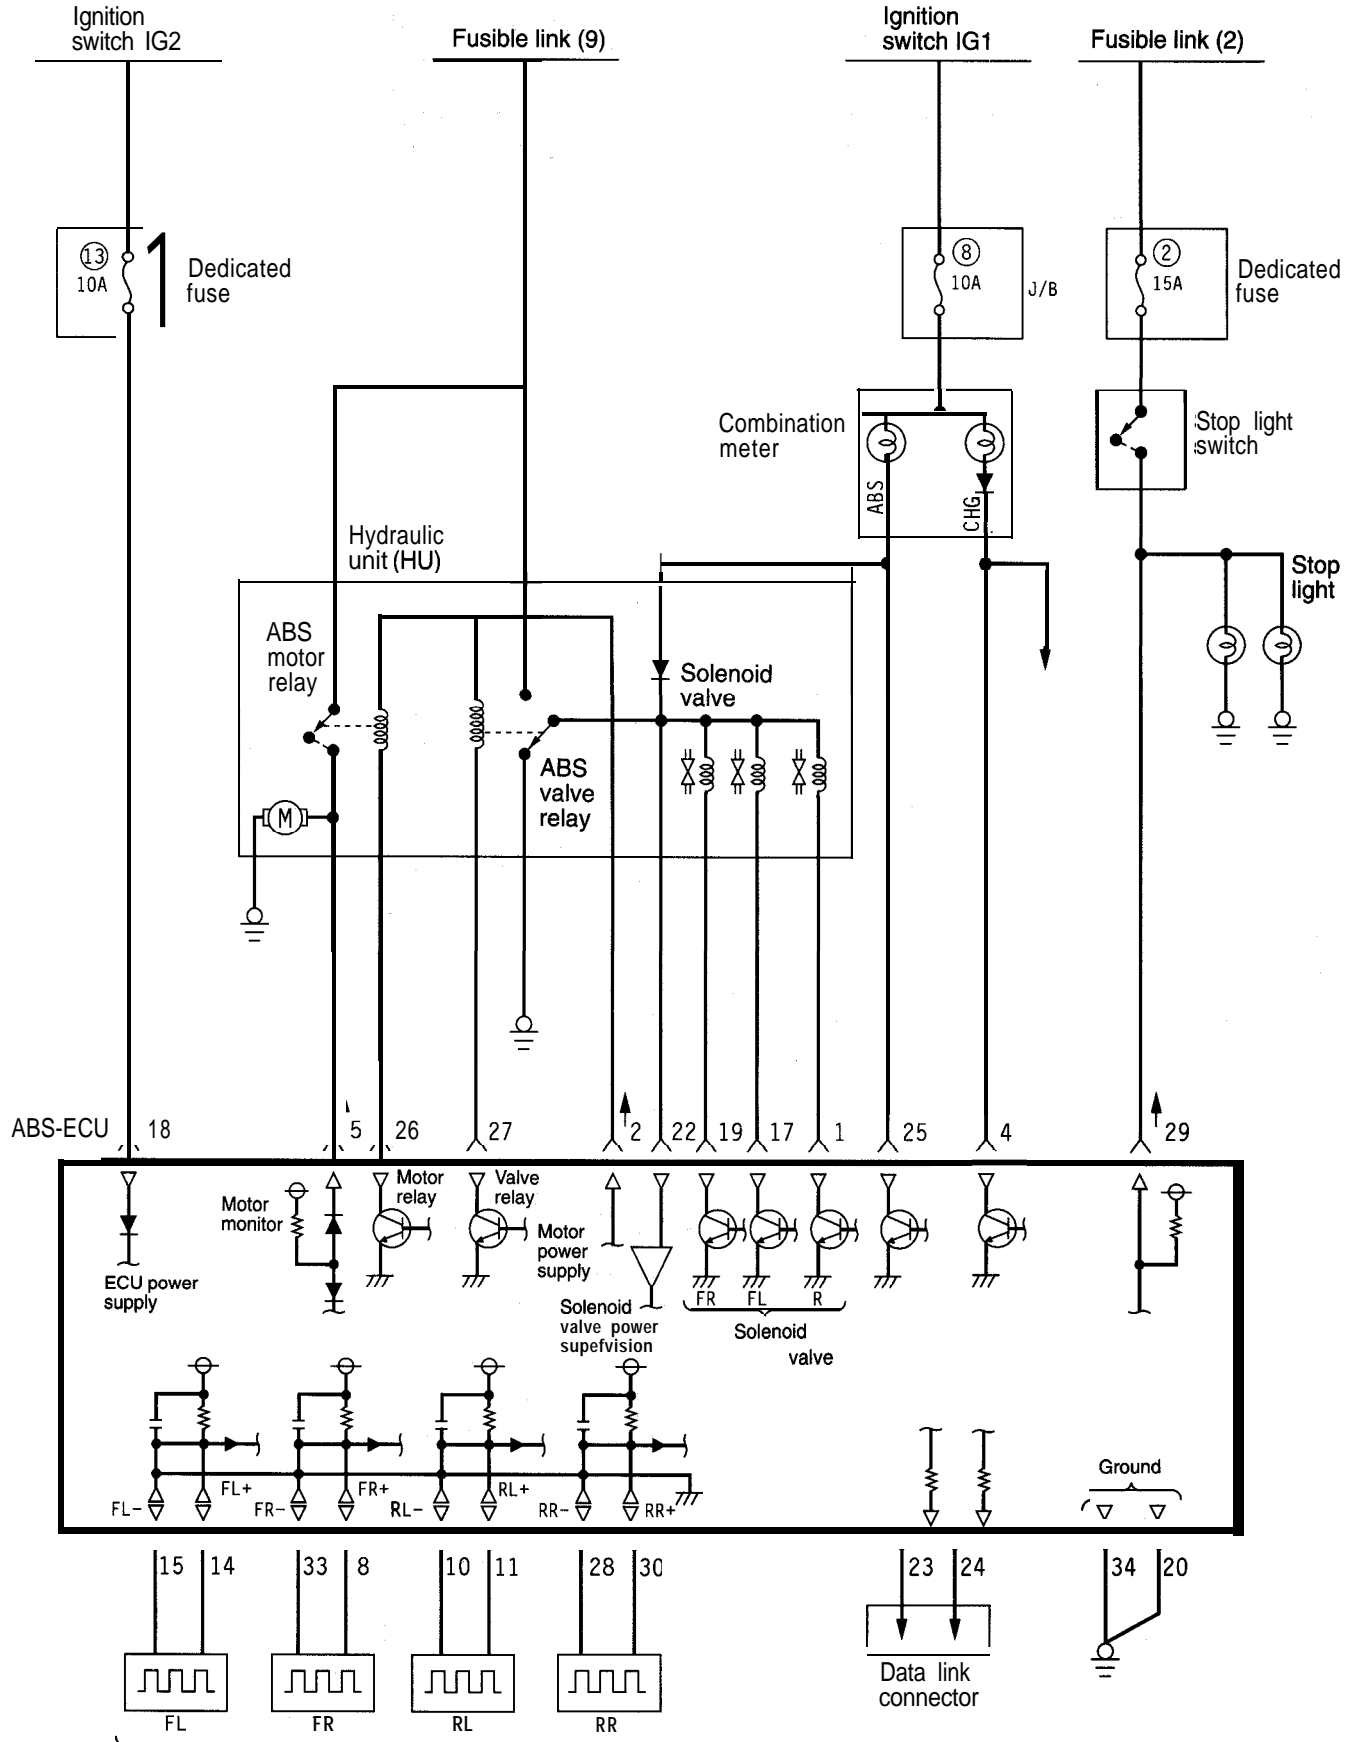 Ignition
switch IG2
Fusible link (9)
Ignition
switch IG1
Fusible link (2)
13
10A
Dedicated
fuse
8
10A
J/B
2
15A
Dedicated
fuse
Combination
meter
ABS
CHG
Stop light
switch
Hydraulic
unit (HU)
Stop
light
ABS
motor
relay
Solenoid
valve
ABS
valve
relay
M
ABS-ECU
18
5
26
27
2
22
19
17
1
25
4
29
Motor
relay
Valve
relay
Motor
monitor
Motor
power
supply
ECU power
supply
FR
FL
R
Solenoid
valve power
supefvision
Solenoid
valve
FL-
FL+
FR-
FR+
RL-
RL+
RR-
RR+
Ground
15
14
33
8
10
11
28
30
23
24
34
20
FL
FR
RL
RR
Data link
connector